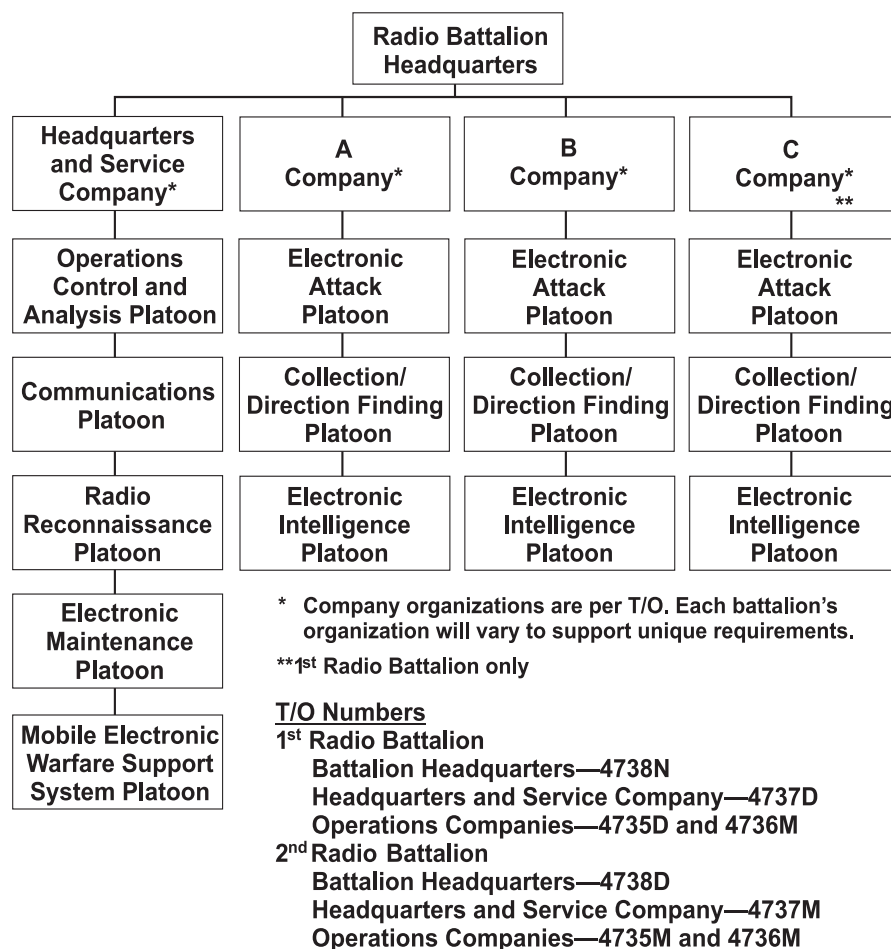 Radio Battalion
Headquarters
Headquarters
and Service
Company*
A
Company*
B
Company*
C
Company*
**
Operations
Control and
Analysis Platoon
Electronic
Attack
Platoon
Electronic
Attack
Platoon
Electronic
Attack
Platoon
Communications
Platoon
Collection/
Direction Finding
Platoon
Collection/
Direction Finding
Platoon
Collection/
Direction Finding
Platoon
Radio
Reconnaissance
Platoon
Electronic
Intelligence
Platoon
Electronic
Intelligence
Platoon
Electronic
Intelligence
Platoon
Electronic
Maintenance
Platoon
Mobile Electronic
Warfare Support
System Platoon
* Company organizations are per T/O. Each battalion’s
organization will vary to support unique requirements.
**1st Radio Battalion only
T/O Numbers
1st Radio Battalion
Battalion Headquarters—4738N
Headquarters and Service Company—4737D
Operations Companies—4735D and 4736M
2nd Radio Battalion
Battalion Headquarters—4738D
Headquarters and Service Company—4737M
Operations Companies—4735M and 4736M